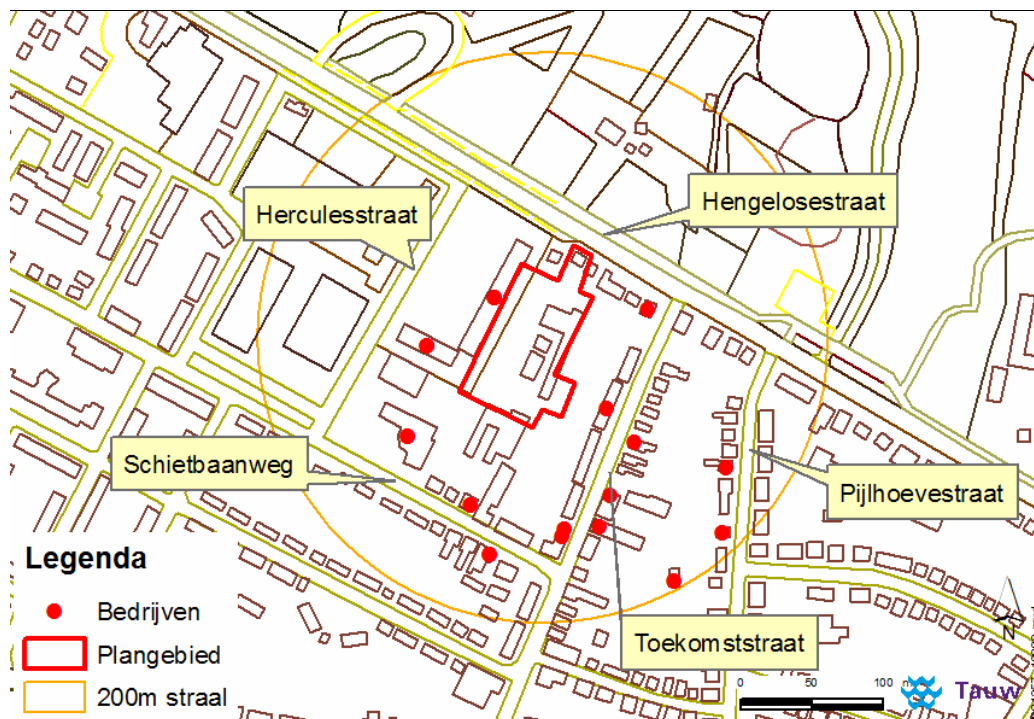 Hengelosestraat
Herculesstraat
Schietbaanweg
Pijlhoevestraat
Toekomststraat
Legenda
Bedrijven
Plangebied
200m straal
0 50 100 m
N
Tauw